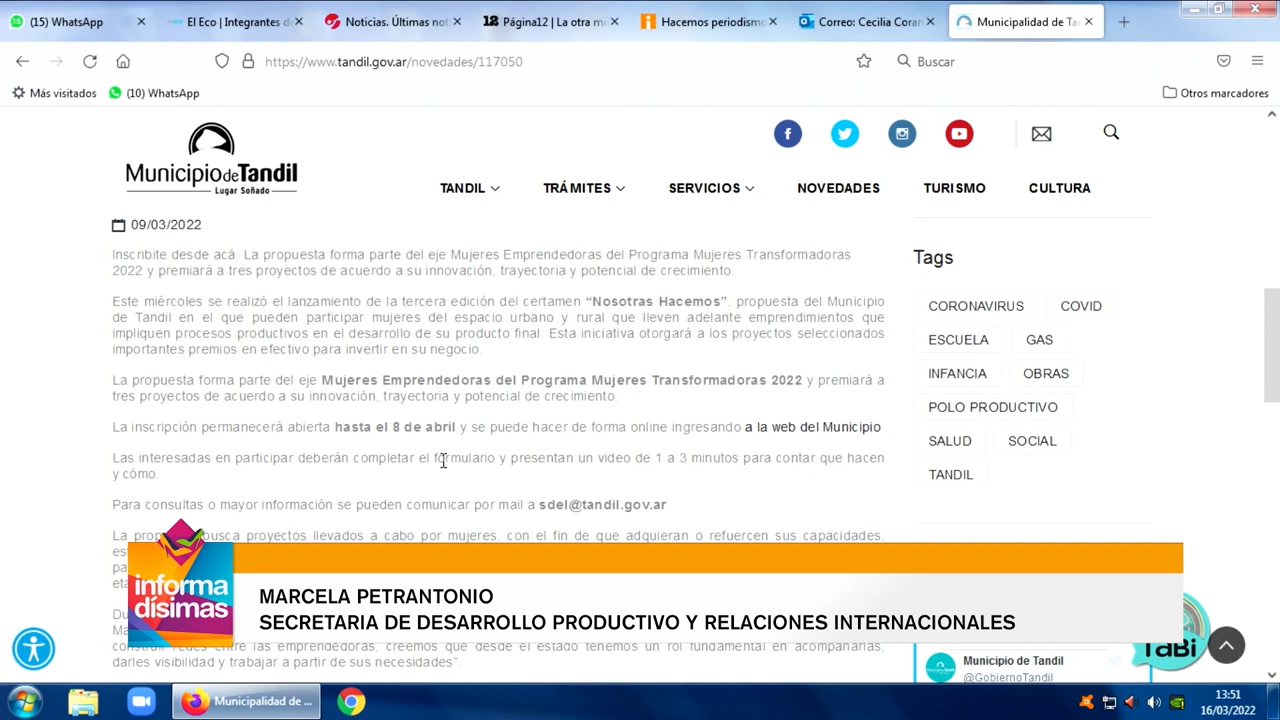 (10) WhatsApp
El Eco | Integrantes d
Noticias. Últimas no
Página12 | La otra m
Hacemos periodismo
Correo: Cecilia Coran
Municipalidad de Ta
https://www.tandil.gov.ar/novedades/117050
Buscar
Más visitados
(10) WhatsApp
Otros marcadores
Municipio de Tandil
Lugar Soñado
TANDIL
TRÁMITES
SERVICIOS
NOVEDADES
TURISMO
CULTURA
09/03/2022
Inscribite desde acá La propuesta forma parte del eje Mujeres Emprendedoras del Programa Mujeres Transformadoras
2022 y premiará a tres proyectos de acuerdo a su innovación, trayectoria y potencial de crecimiento.
Este miércoles se realizó el lanzamiento de la tercera edición del certamen “Nosotras Hacemos”, propuesta del Municipio
de Tandil en el que pueden participar mujeres del espacio urbano y rural que lleven adelante emprendimientos que
impliquen procesos productivos en el desarrollo de su producto final. Esta iniciativa otorgará a los proyectos seleccionados
importantes premios en efectivo para invertir en su negocio.
La propuesta forma parte del eje Mujeres Emprendedoras del Programa Mujeres Transformadoras 2022 y premiará a
tres proyectos de acuerdo a su innovación, trayectoria y potencial de crecimiento.
La inscripción permanecerá abierta hasta el 8 de abril y se puede hacer de forma online ingresando a la web del Municipio
Las interesadas en participar deberán completar el formulario y presentan un video de 1 a 3 minutos para contar que hacen
y cómo.
Para consultas o mayor información se pueden comunicar por mail a sdel@tandil.gov.ar
La busca proyectos llevados a cabo por mujeres, con el fin de que adquieran o refuercen sus capacidades,
construir redes entre las emprendedoras, creemos que desde el estado tenemos un rol fundamental en acompañarlas,
darles visibilidad y trabajar a partir de sus necesidades”.
Tags
CORONAVIRUS
COVID
ESCUELA
GAS
INFANCIA
OBRAS
POLO PRODUCTIVO
SALUD
SOCIAL
TANDIL
informa
dísimas
MARCELA PETRANTONIO
SECRETARIA DE DESARROLLO PRODUCTIVO Y RELACIONES INTERNACIONALES
TaBi
Municipio de Tandil
@GobiernoTandil
Municipalidad de ...
13:51
16/03/2022